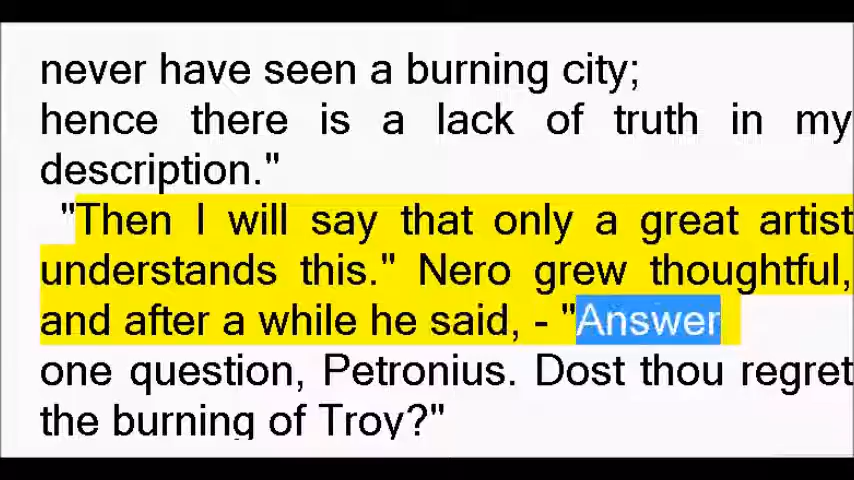 never have seen a burning city;
hence there is a lack of truth in my
description."
"Then I will say that only a great artist
understands this." Nero grew thoughtful,
and after a while he said, - "Answer
one question, Petronius. Dost thou regret
the burning of Troy?"